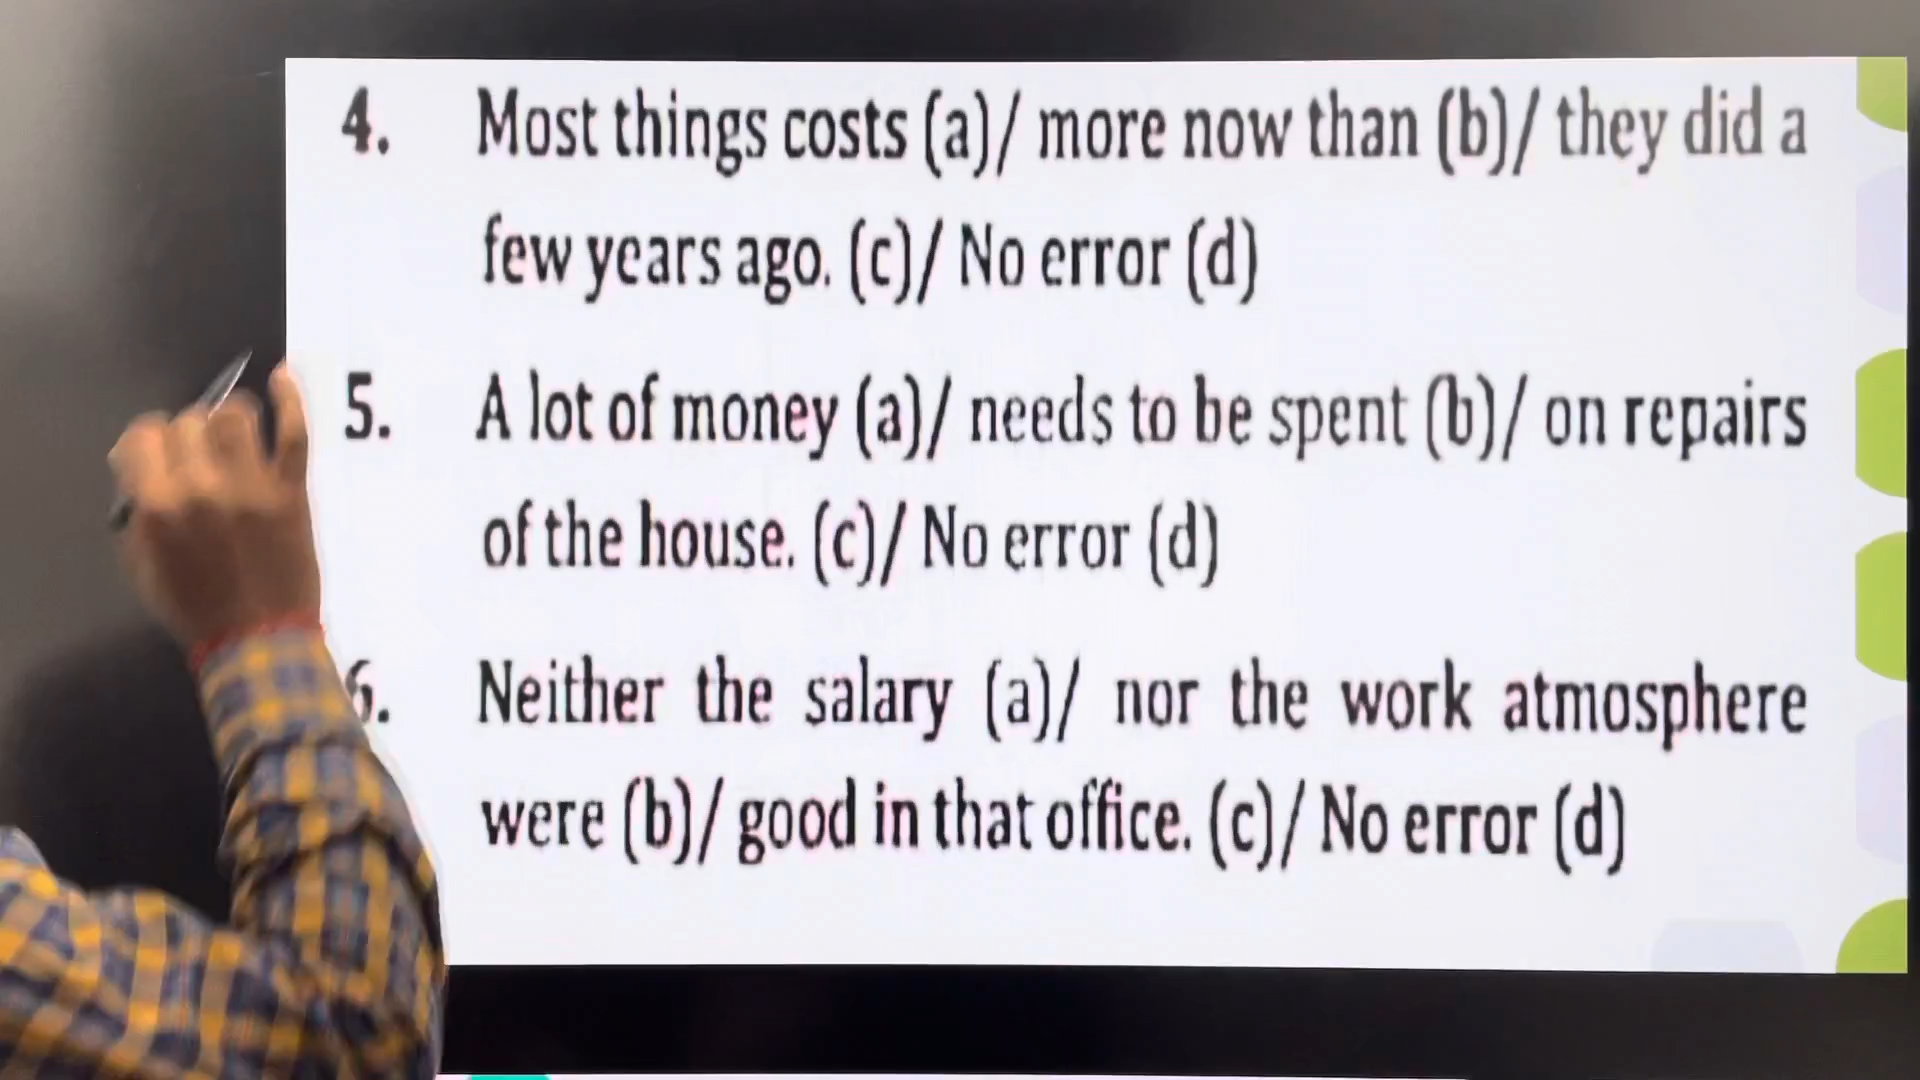 4. Most things costs (a)/ more now than (b)/ they did a
few years ago. (c)/ No error (d)
5. A lot of money (a)/ needs to be spent (b)/ on repairs
of the house. (c)/ No error (d)
6. Neither the salary (a)/ nor the work atmosphere
were (b)/ good in that office. (c)/ No error (d)